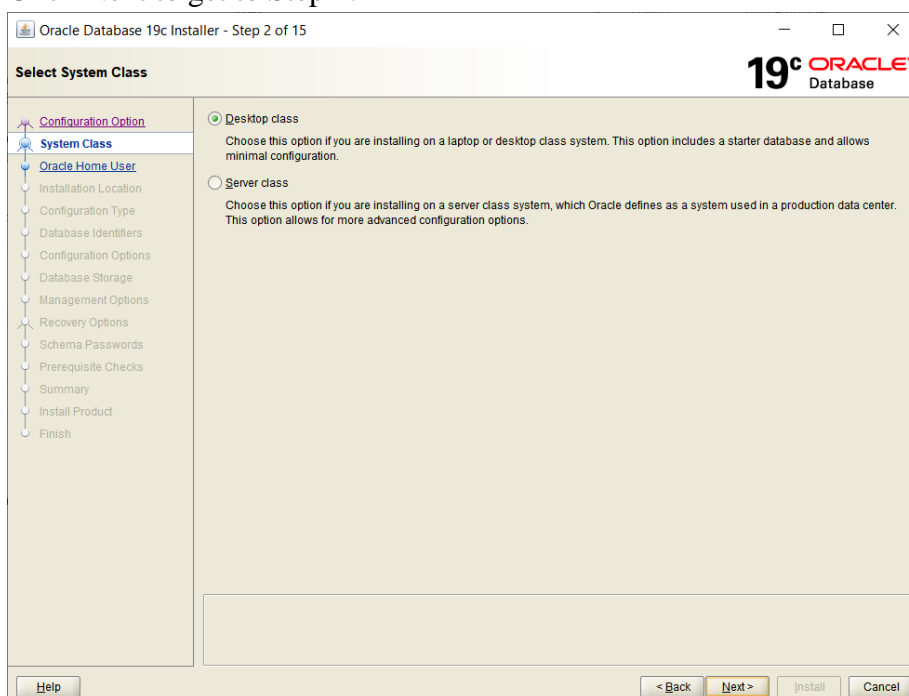 Oracle Database 19c Installer - Step 2 of 15
Select System Class
19c ORACLE
Database
Configuration Option
System Class
Oracle Home User
Installation Location
Configuration Type
Database Identifiers
Configuration Options
Database Storage
Management Options
Recovery Options
Schema Passwords
Prerequisite Checks
Summary
Install Product
Finish
Desktop class
Choose this option if you are installing on a laptop or desktop class system. This option includes a starter database and allows
minimal configuration.
Server class
Choose this option if you are installing on a server class system, which Oracle defines as a system used in a production data center.
This option allows for more advanced configuration options.
Help
< Back
Next >
Install
Cancel